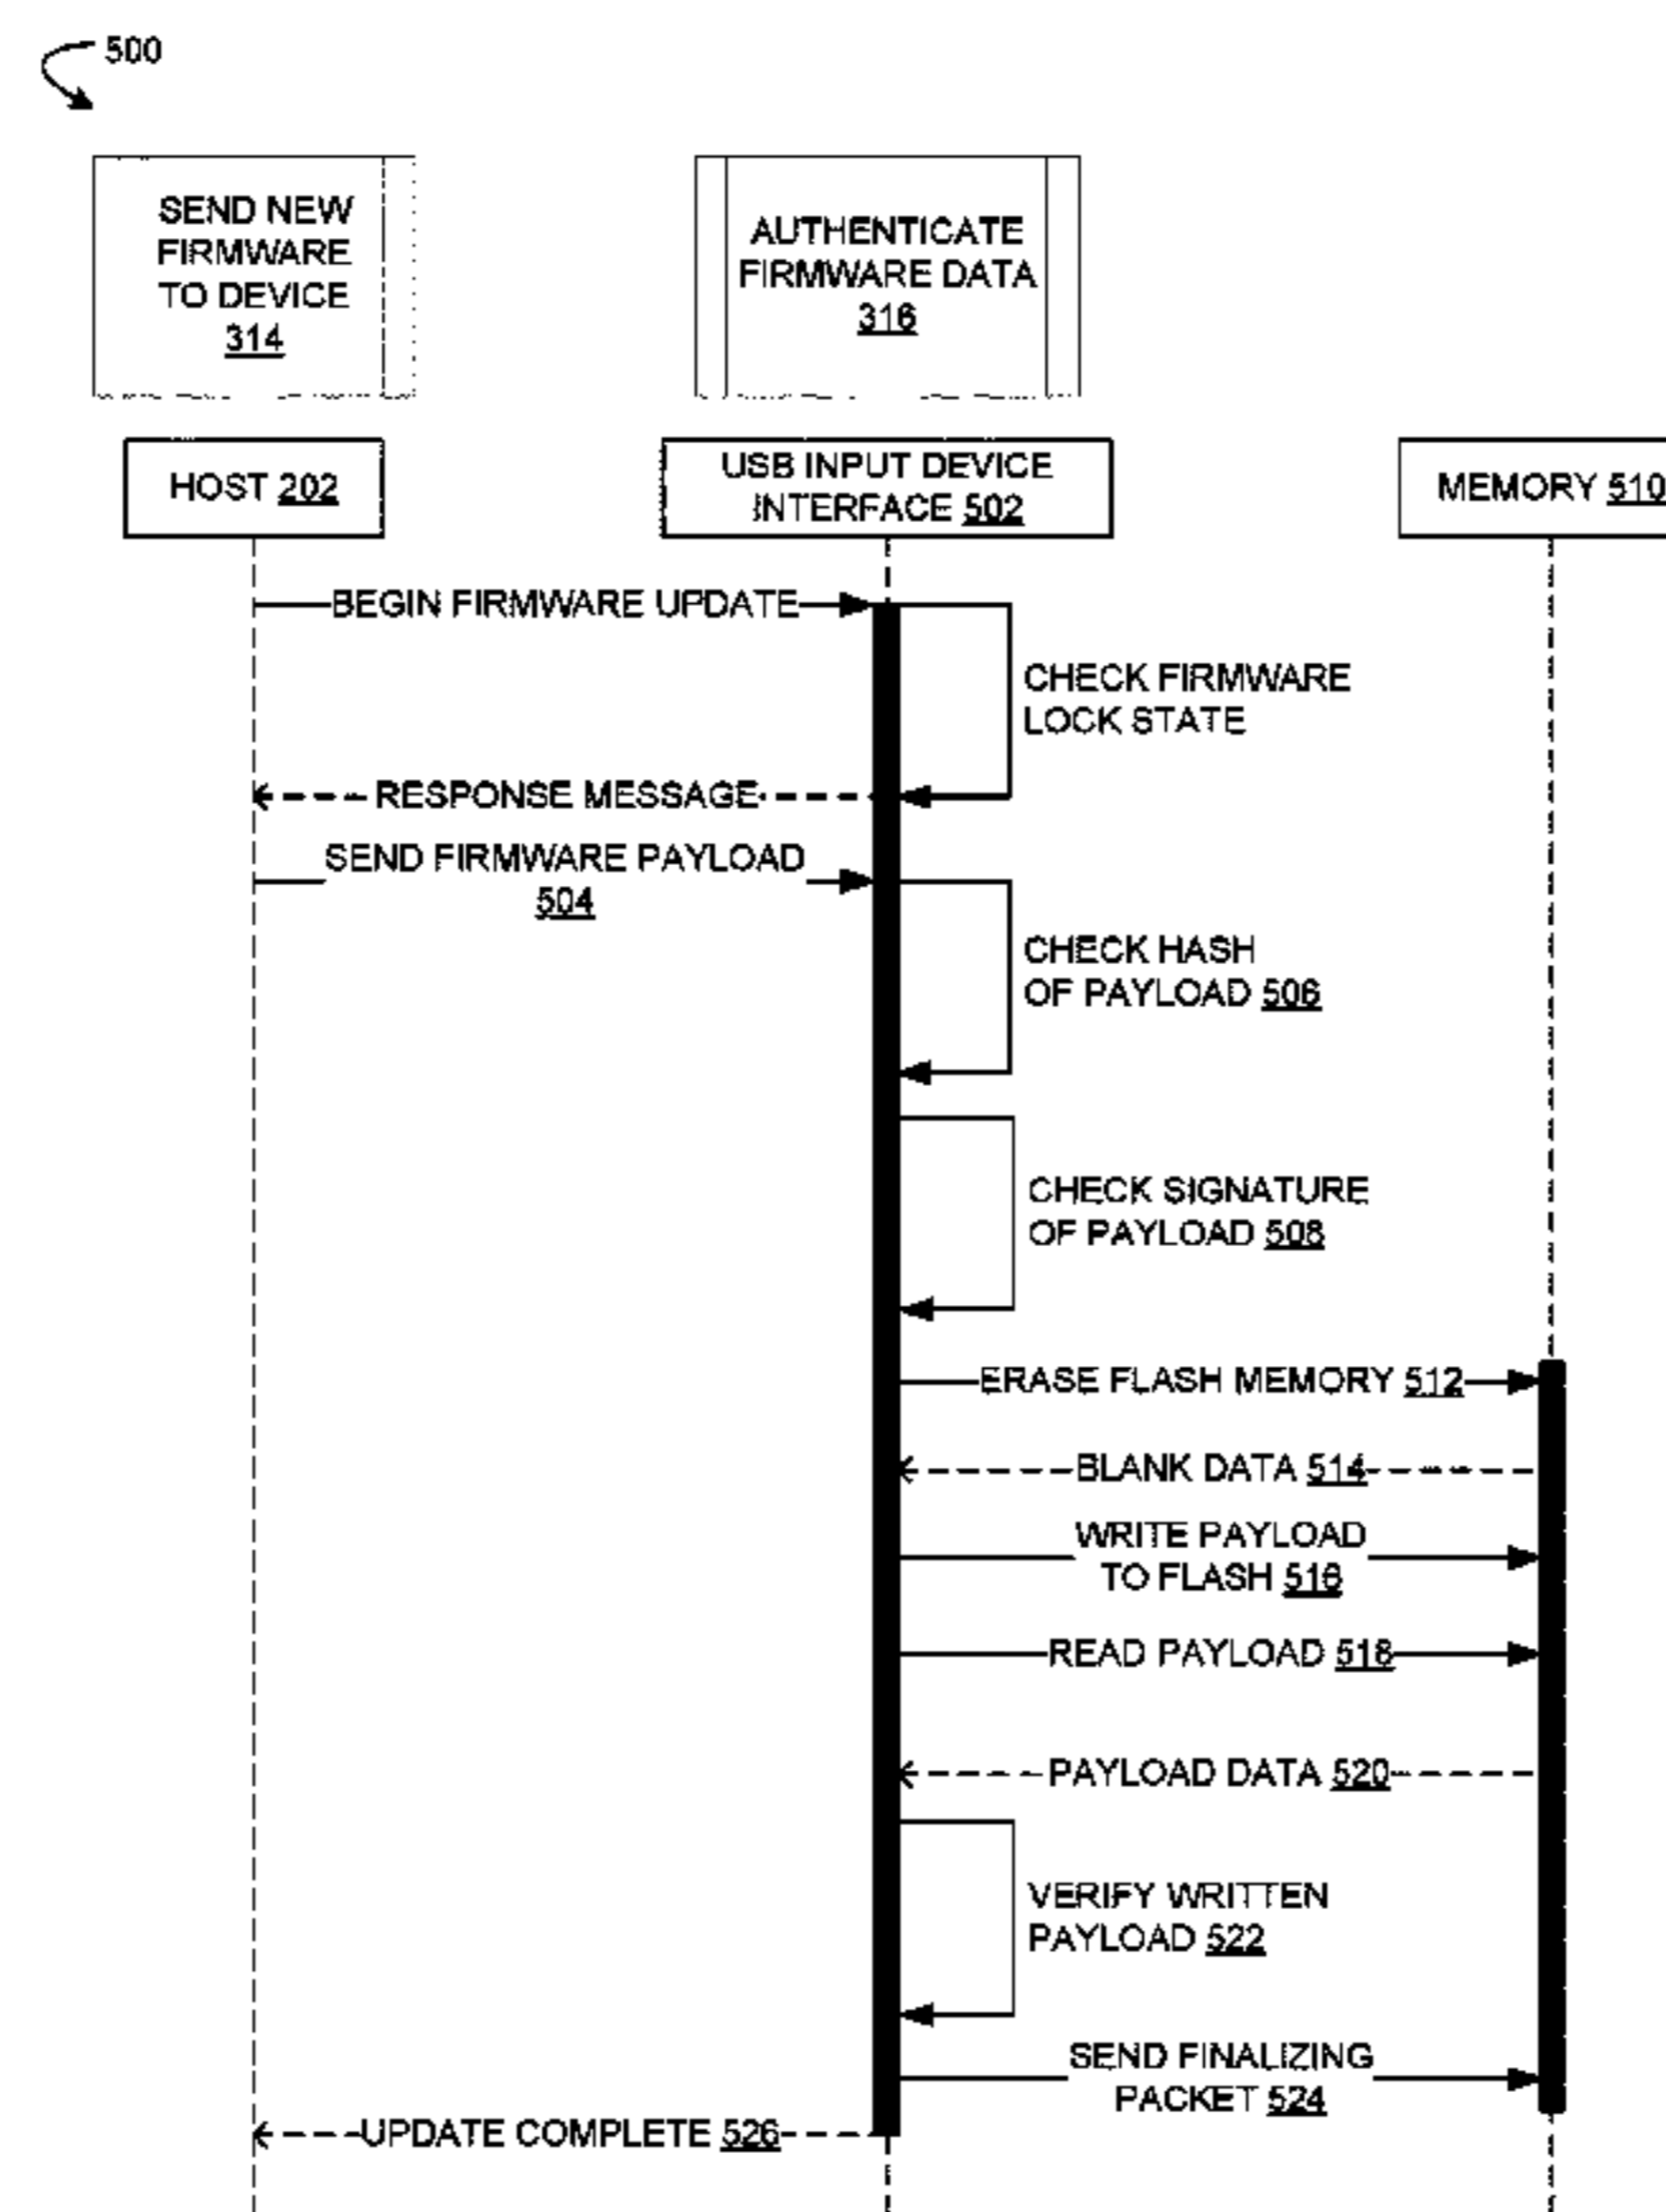 500
SEND NEW
FIRMWARE
TO DEVICE
314
AUTHENTICATE
FIRMWARE DATA
316
HOST 202
USB INPUT DEVICE
INTERFACE 502
MEMORY 510
BEGIN FIRMWARE UPDATE
CHECK FIRMWARE
LOCK STATE
RESPONSE MESSAGE
SEND FIRMWARE PAYLOAD
504
CHECK HASH
OF PAYLOAD 506
CHECK SIGNATURE
OF PAYLOAD 508
ERASE FLASH MEMORY 512
BLANK DATA 514
WRITE PAYLOAD
TO FLASH 516
READ PAYLOAD 518
PAYLOAD DATA 520
VERIFY WRITTEN
PAYLOAD 522
SEND FINALIZING
PACKET 524
UPDATE COMPLETE 526